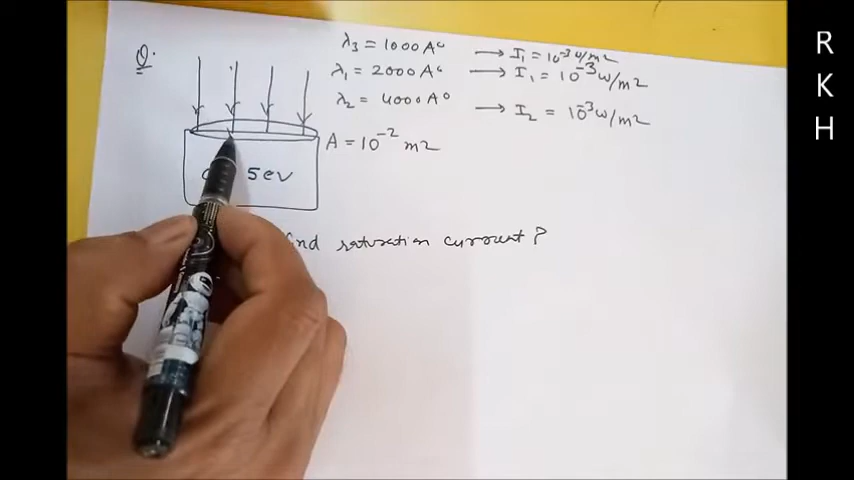 Q.
λ3 = 1000 A° → I1 = 10-3 w/m2
λ1 = 2000 A° → I1 = 10-3 w/m2
λ2 = 4000 A° → I2 = 10-3 w/m2
A = 10-2 m2
5ev
saturation current?
R
K
H